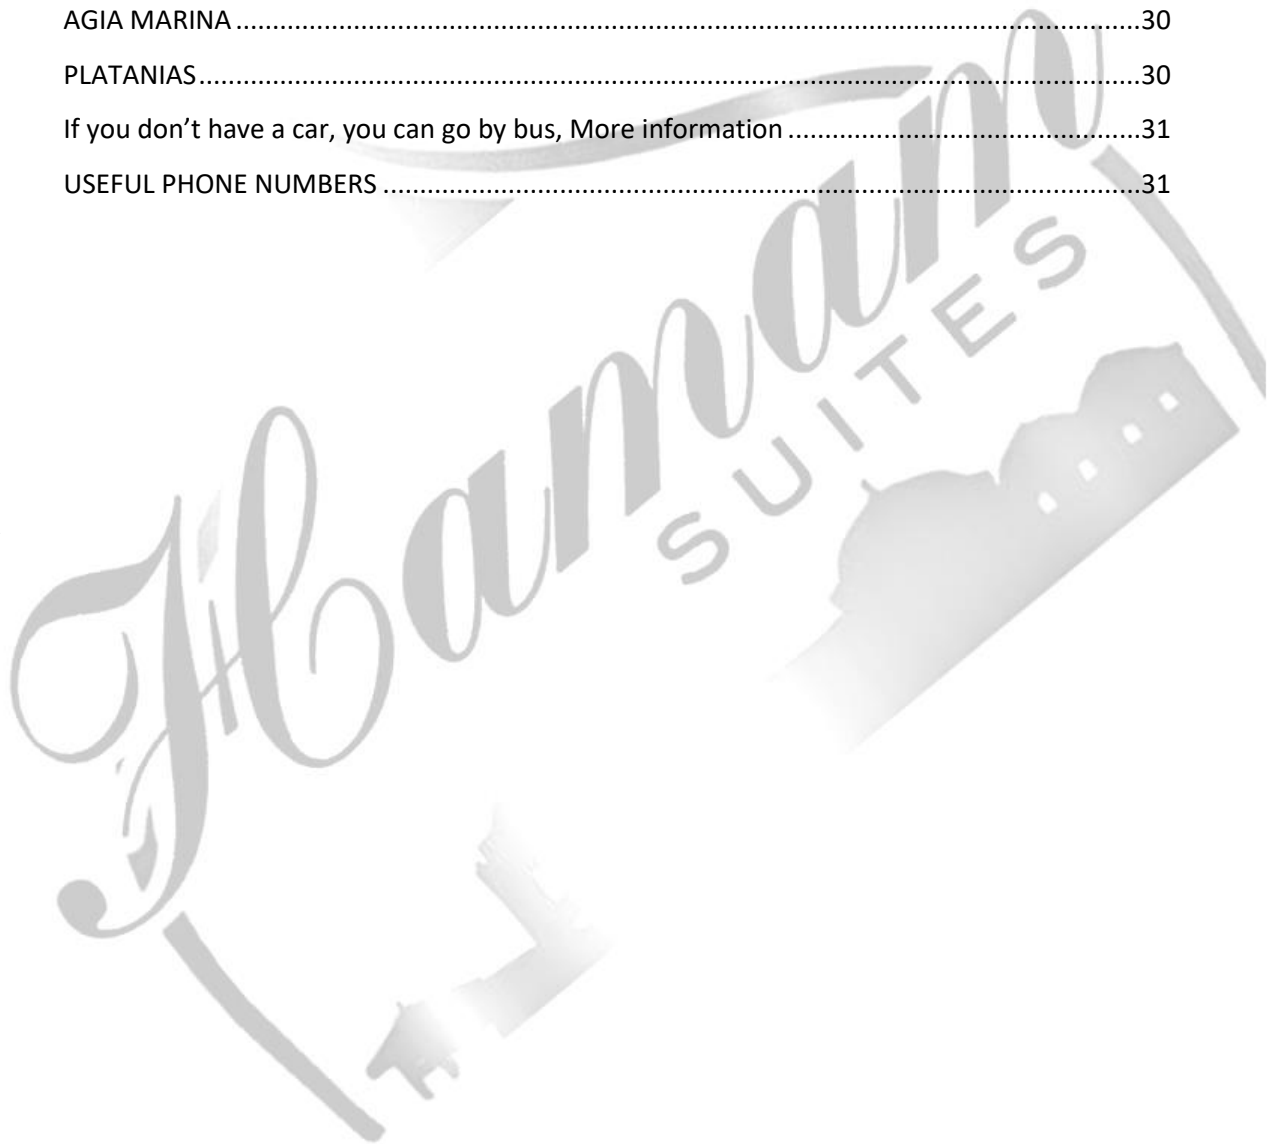 AGIA MARINA ..........................................................................................................................30
PLATANIAS...............................................................................................................................30
If you don’t have a car, you can go by bus, More information ................................................31
USEFUL PHONE NUMBERS .......................................................................................................31
Hamam
SUITES